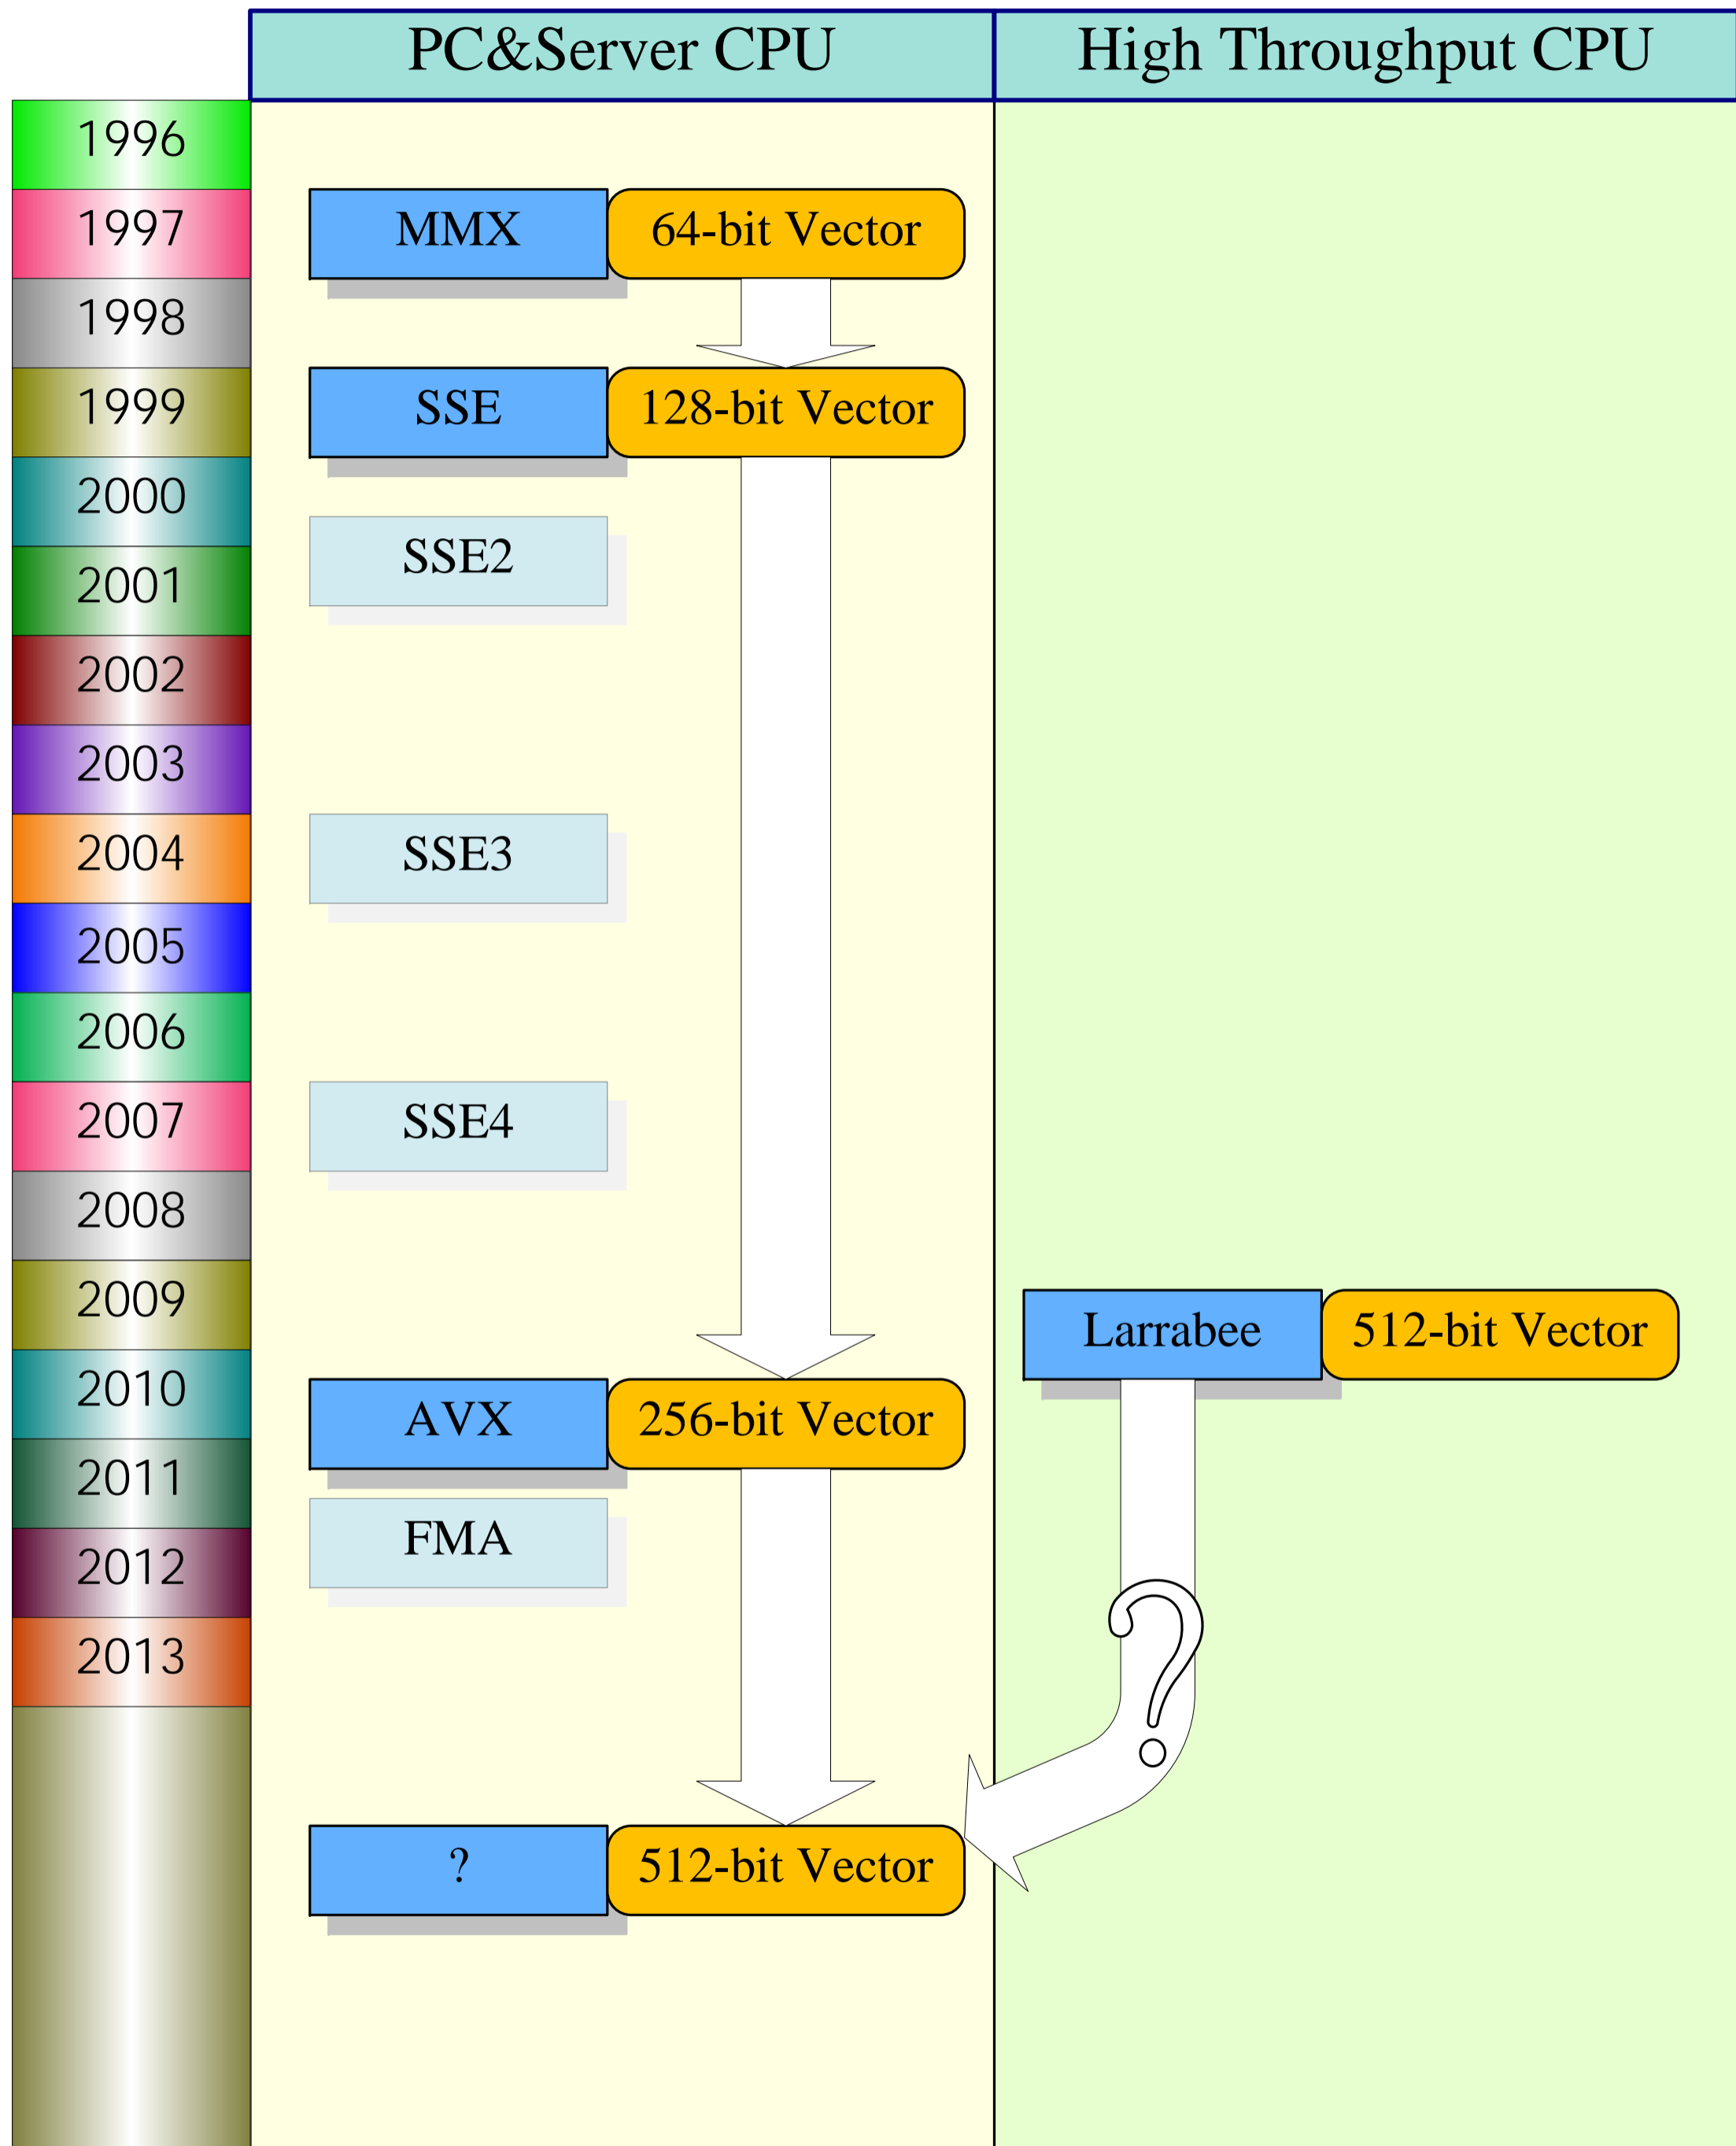 PC&Server CPU
High Thoughput CPU
1996
1997
MMX
64-bit Vector
1998
1999
SSE
128-bit Vector
2000
SSE2
2001
2002
2003
2004
SSE3
2005
2006
2007
SSE4
2008
2009
Larrabee
512-bit Vector
2010
AVX
256-bit Vector
2011
FMA
2012
2013
?
?
512-bit Vector